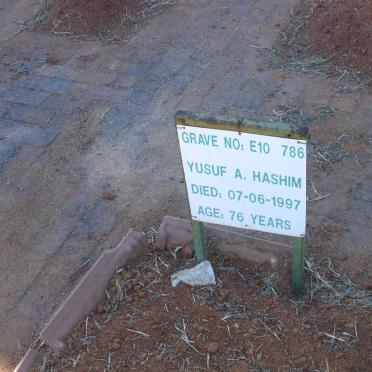 GRAVE NO: E10 786
YUSUF A. HASHIM
DIED: 07-06-1997
AGE: 76 YEARS